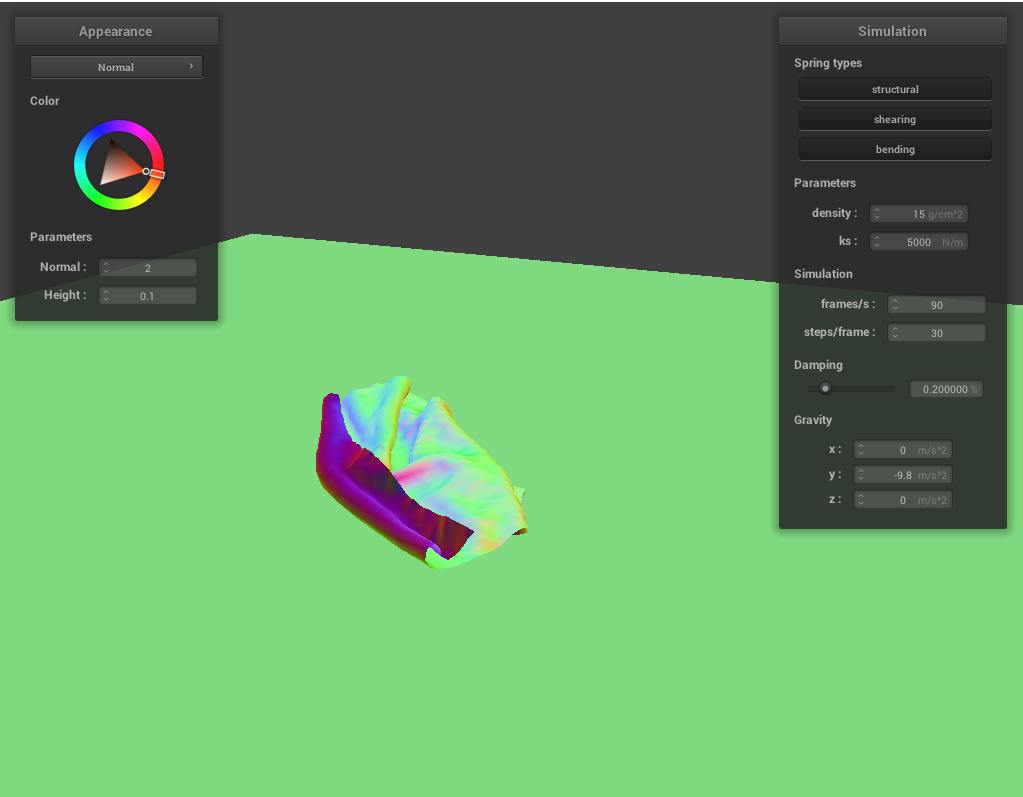 Appearance
Normal
Color
Parameters
Normal : 2
Height : 0.1
Simulation
Spring types
structural
shearing
bending
Parameters
density : 15 g/cm^2
ks : 5000 N/m
Simulation
frames/s : 90
steps/frame : 30
Damping
0.200000 %
Gravity
x : 0 m/s^2
y : -9.8 m/s^2
z : 0 m/s^2